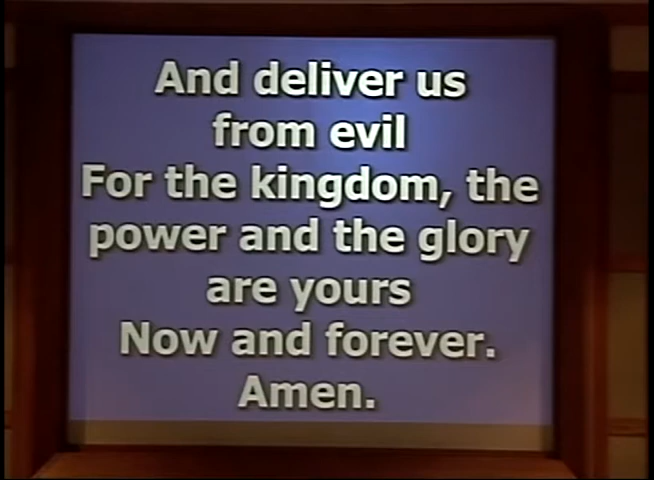 And deliver us
from evil
For the kingdom, the
power and the glory
are yours
Now and forever.
Amen.